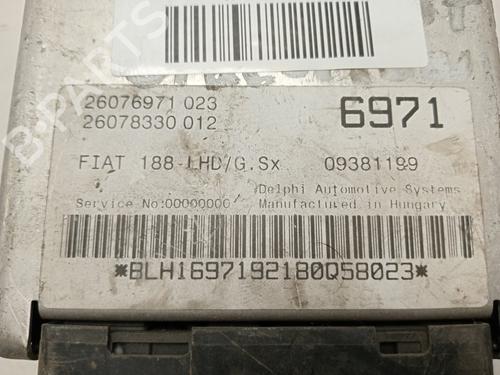 26076971 023
26078330 012
6971
FIAT 188 LHD/G.Sx 09381199
Delphi Automotive Systems
Service No:00000000 Manufactured in Hungary
*BLH1697192180Q58023*
B-PARTS